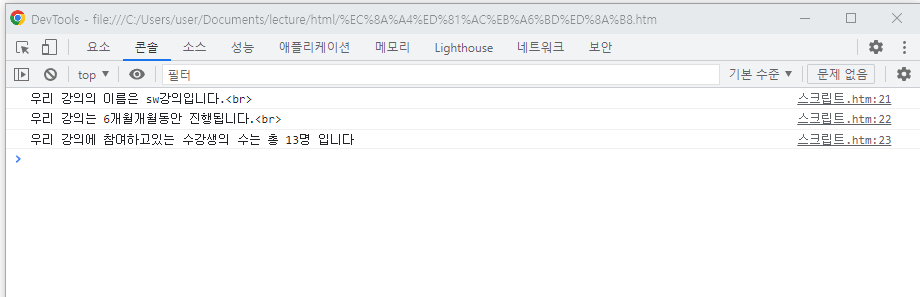 DevTools - file:///C:/Users/user/Documents/lecture/html/%EC%8A%A4%ED%81%AC%EB%A6%BD%ED%8A%B8.htm
요소 콘솔 소스 성능 애플리케이션 메모리 Lighthouse 네트워크 보안
top 필터 기본 수준 문제 없음
우리 강의의 이름은 sw강의입니다.<br> 스크립트.htm:21
우리 강의는 6개월개월동안 진행됩니다.<br> 스크립트.htm:22
우리 강의에 참여하고있는 수강생의 수는 총 13명 입니다 스크립트.htm:23